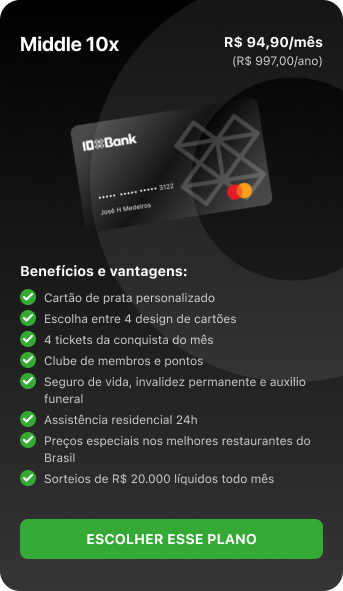 Middle 10x
R$ 94,90/mês
(R$ 997,00/ano)
10xBank
••••• ••••• ••••• 3122
José H Medeiros
Benefícios e vantagens:
Cartão de prata personalizado
Escolha entre 4 design de cartões
4 tickets da conquista do mês
Clube de membros e pontos
Seguro de vida, invalidez permanente e auxilio
funeral
Assistência residencial 24h
Preços especiais nos melhores restaurantes do
Brasil
Sorteios de R$ 20.000 líquidos todo mês
ESCOLHER ESSE PLANO